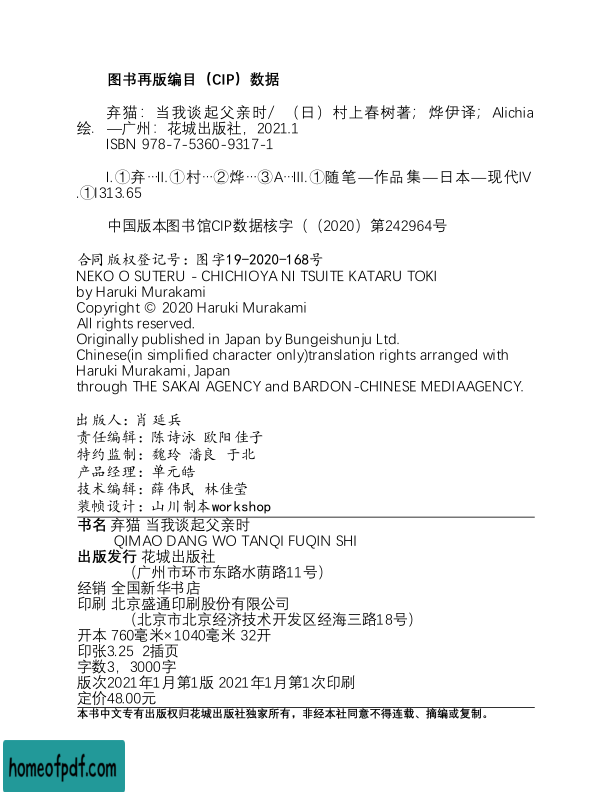 图书再版编目（CIP）数据
弃猫：当我谈起父亲时/（日）村上春树著；烨伊译；Alichia
绘. —广州：花城出版社，2021.1
ISBN 978-7-5360-9317-1
I.①弃…II.①村…②烨…③A…III.①随笔—作品集—日本—现代IV
.①I313.65
中国版本图书馆CIP数据核字（（2020）第242964号
合同版权登记号：图字19-2020-168号
NEKO O SUTERU - CHICHIOYA NI TSUITE KATARU TOKI
by Haruki Murakami
Copyright © 2020 Haruki Murakami
All rights reserved.
Originally published in Japan by Bungeishunju Ltd.
Chinese(in simplified character only)translation rights arranged with
Haruki Murakami, Japan
through THE SAKAI AGENCY and BARDON-CHINESE MEDIAAGENCY.
出版人：肖延兵
责任编辑：陈诗泳 欧阳佳子
特约监制：魏玲 潘良 于北
产品经理：单元皓
技术编辑：薛伟民 林佳莹
装帧设计：山川制本workshop
书名 弃猫 当我谈起父亲时
QIMAO DANG WO TANQI FUQIN SHI
出版发行 花城出版社
（广州市环市东路水荫路11号）
经销 全国新华书店
印刷 北京盛通印刷股份有限公司
（北京市北京经济技术开发区经海三路18号）
开本 760毫米×1040毫米 32开
印张3.25 2插页
字数3，3000字
版次2021年1月第1版 2021年1月第1次印刷
定价48.00元
本书中文专有出版权归花城出版社独家所有，非经本社同意不得连载、摘编或复制。
homeofpdf.com